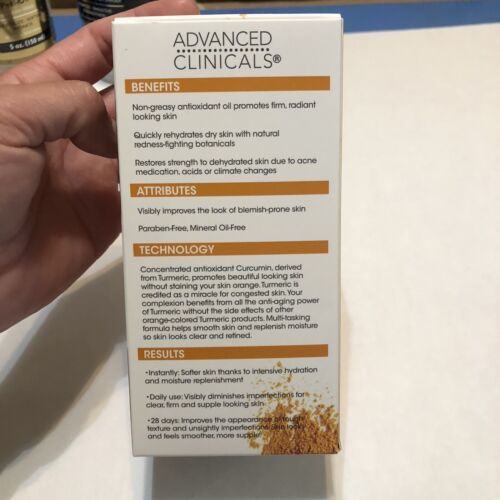 5 oz. (150 ml)
ADVANCED
CLINICALS®
BENEFITS
Non-greasy antioxidant oil promotes firm, radiant
looking skin
Quickly rehydrates dry skin with natural
redness-fighting botanicals
Restores strength to dehydrated skin due to acne
medication, acids or climate changes
ATTRIBUTES
Visibly improves the look of blemish-prone skin
Paraben-Free, Mineral Oil-Free
TECHNOLOGY
Concentrated antioxidant Curcumin, derived
from Turmeric, promotes beautiful looking skin
without staining your skin orange. Turmeric is
credited as a miracle for congested skin. Your
complexion benefits from all the anti-aging power
of Turmeric without the side effects of other
orange-colored Turmeric products. Multi-tasking
formula helps smooth skin and replenish moisture
so skin looks clear and refined.
RESULTS
•Instantly: Softer skin thanks to intensive hydration
and moisture replenishment
•Daily use: Visibly diminishes imperfections for
clear, firm and supple looking skin
•28 days: Improves the appearance of rough
texture and unsightly imperfections. Skin looks
and feels smoother, more supple